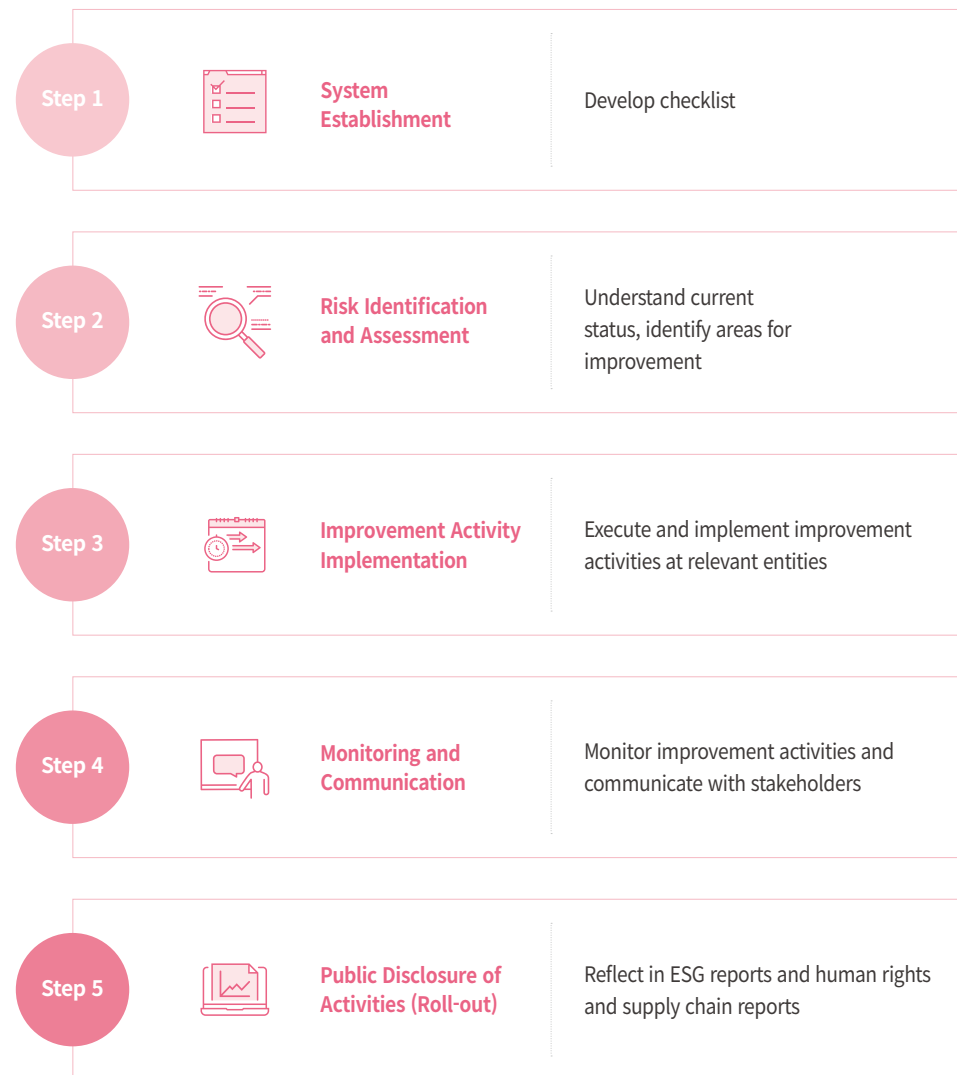 Step 1
System
Establishment
Develop checklist
Step 2
Risk Identification
and Assessment
Understand current
status, identify areas for
improvement
Step 3
Improvement Activity
Implementation
Execute and implement improvement
activities at relevant entities
Step 4
Monitoring and
Communication
Monitor improvement activities and
communicate with stakeholders
Step 5
Public Disclosure of
Activities (Roll-out)
Reflect in ESG reports and human rights
and supply chain reports